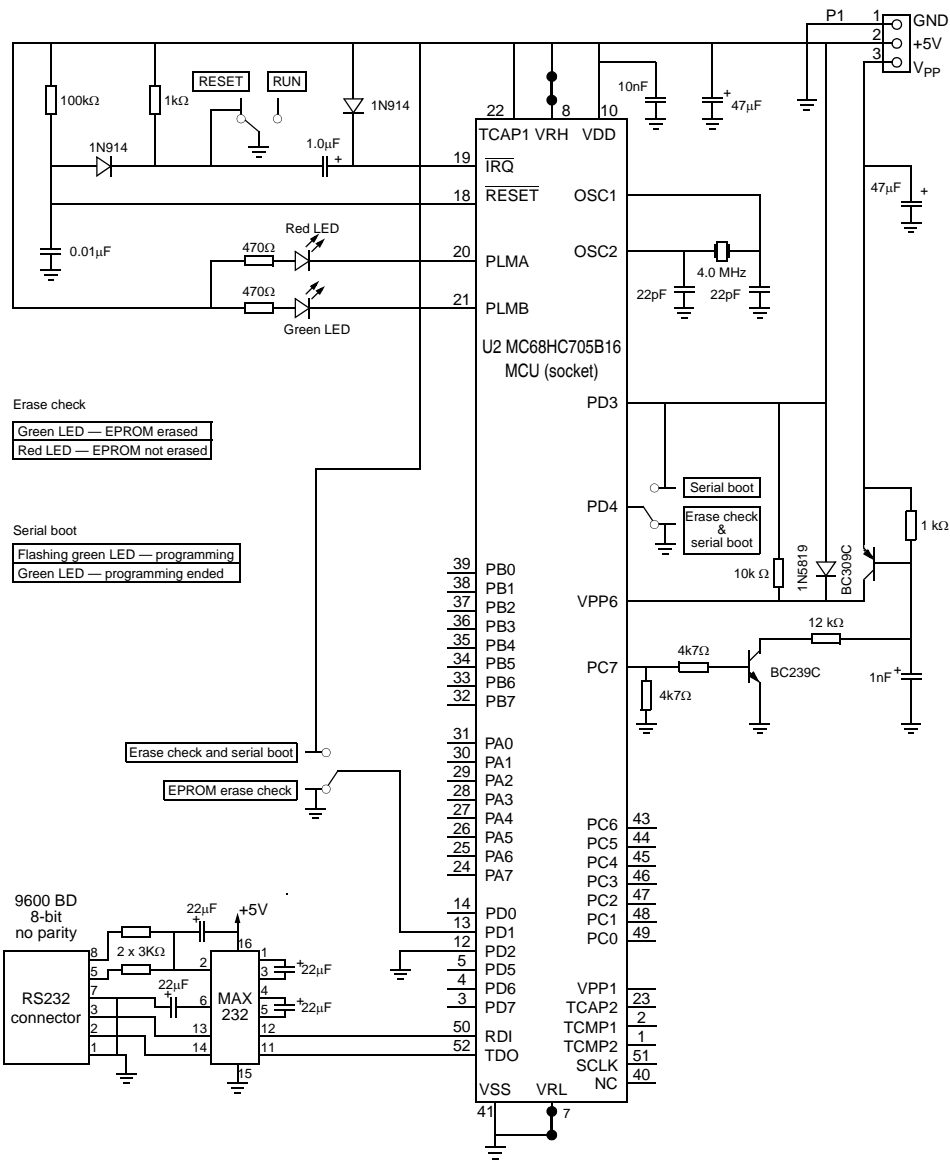 P1
1 GND
2 +5V
3 VPP
100kΩ
1kΩ
RESET
RUN
1N914
10nF
47µF
+
22
8
10
TCAP1 VRH VDD
1N914
1.0µF
+
19 IRQ
18 RESET
OSC1
47µF
+
0.01µF
Red LED
470Ω
20 PLMA
OSC2
4.0 MHz
22pF
22pF
470Ω
21 PLMB
Green LED
U2 MC68HC705B16
MCU (socket)
Erase check
Green LED — EPROM erased
Red LED — EPROM not erased
PD3
Serial boot
PD4
Erase check
&
serial boot
1 kΩ
Serial boot
Flashing green LED — programming
Green LED — programming ended
10k Ω
1N5819
BC309C
VPP6
12 kΩ
PC7
4k7Ω
BC239C
4k7Ω
1nF
+
39 PB0
38 PB1
37 PB2
36 PB3
35 PB4
34 PB5
33 PB6
32 PB7
31 PA0
30 PA1
29 PA2
28 PA3
27 PA4
26 PA5
25 PA6
24 PA7
Erase check and serial boot
EPROM erase check
PC6 43
PC5 44
PC4 45
PC3 46
PC2 47
PC1 48
PC0 49
14 PD0
13 PD1
12 PD2
5 PD5
4 PD6
3 PD7
50 RDI
52 TDO
VPP1
TCAP2 23
TCMP1 2
TCMP2 1
SCLK 51
NC 40
9600 BD
8-bit
no parity
22µF
+
+5V
2 x 3KΩ
22µF
+
RS232
connector
8
5
7
3
2
1
MAX
232
16
2
6
13
14
1
3
4
5
12
11
15
+
22µF
+
22µF
VSS VRL
41
7